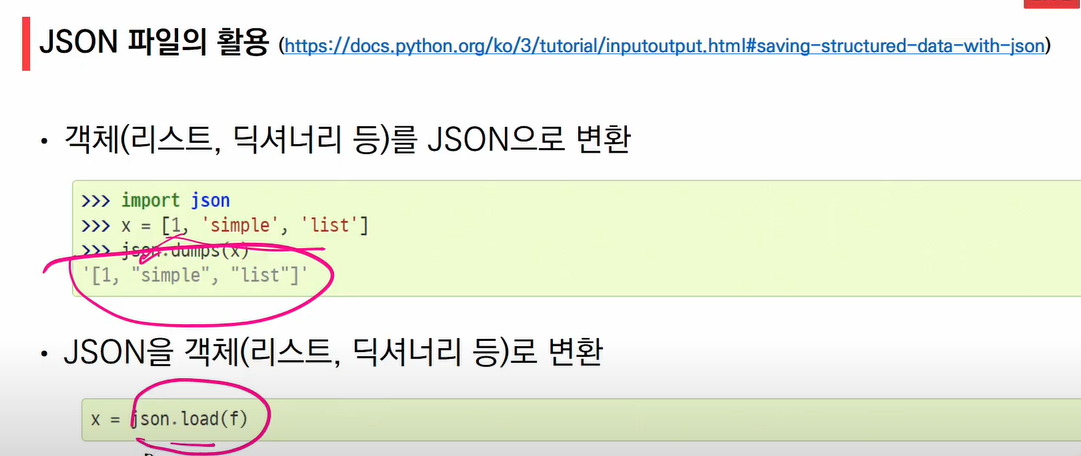 JSON 파일의 활용 (https://docs.python.org/ko/3/tutorial/inputoutput.html#saving-structured-data-with-json)
• 객체(리스트, 딕셔너리 등)를 JSON으로 변환
>>> import json
>>> x = [1, 'simple', 'list']
>>> json.dumps(x)
'[1, "simple", "list"]'
• JSON을 객체(리스트, 딕셔너리 등)로 변환
x = json.load(f)